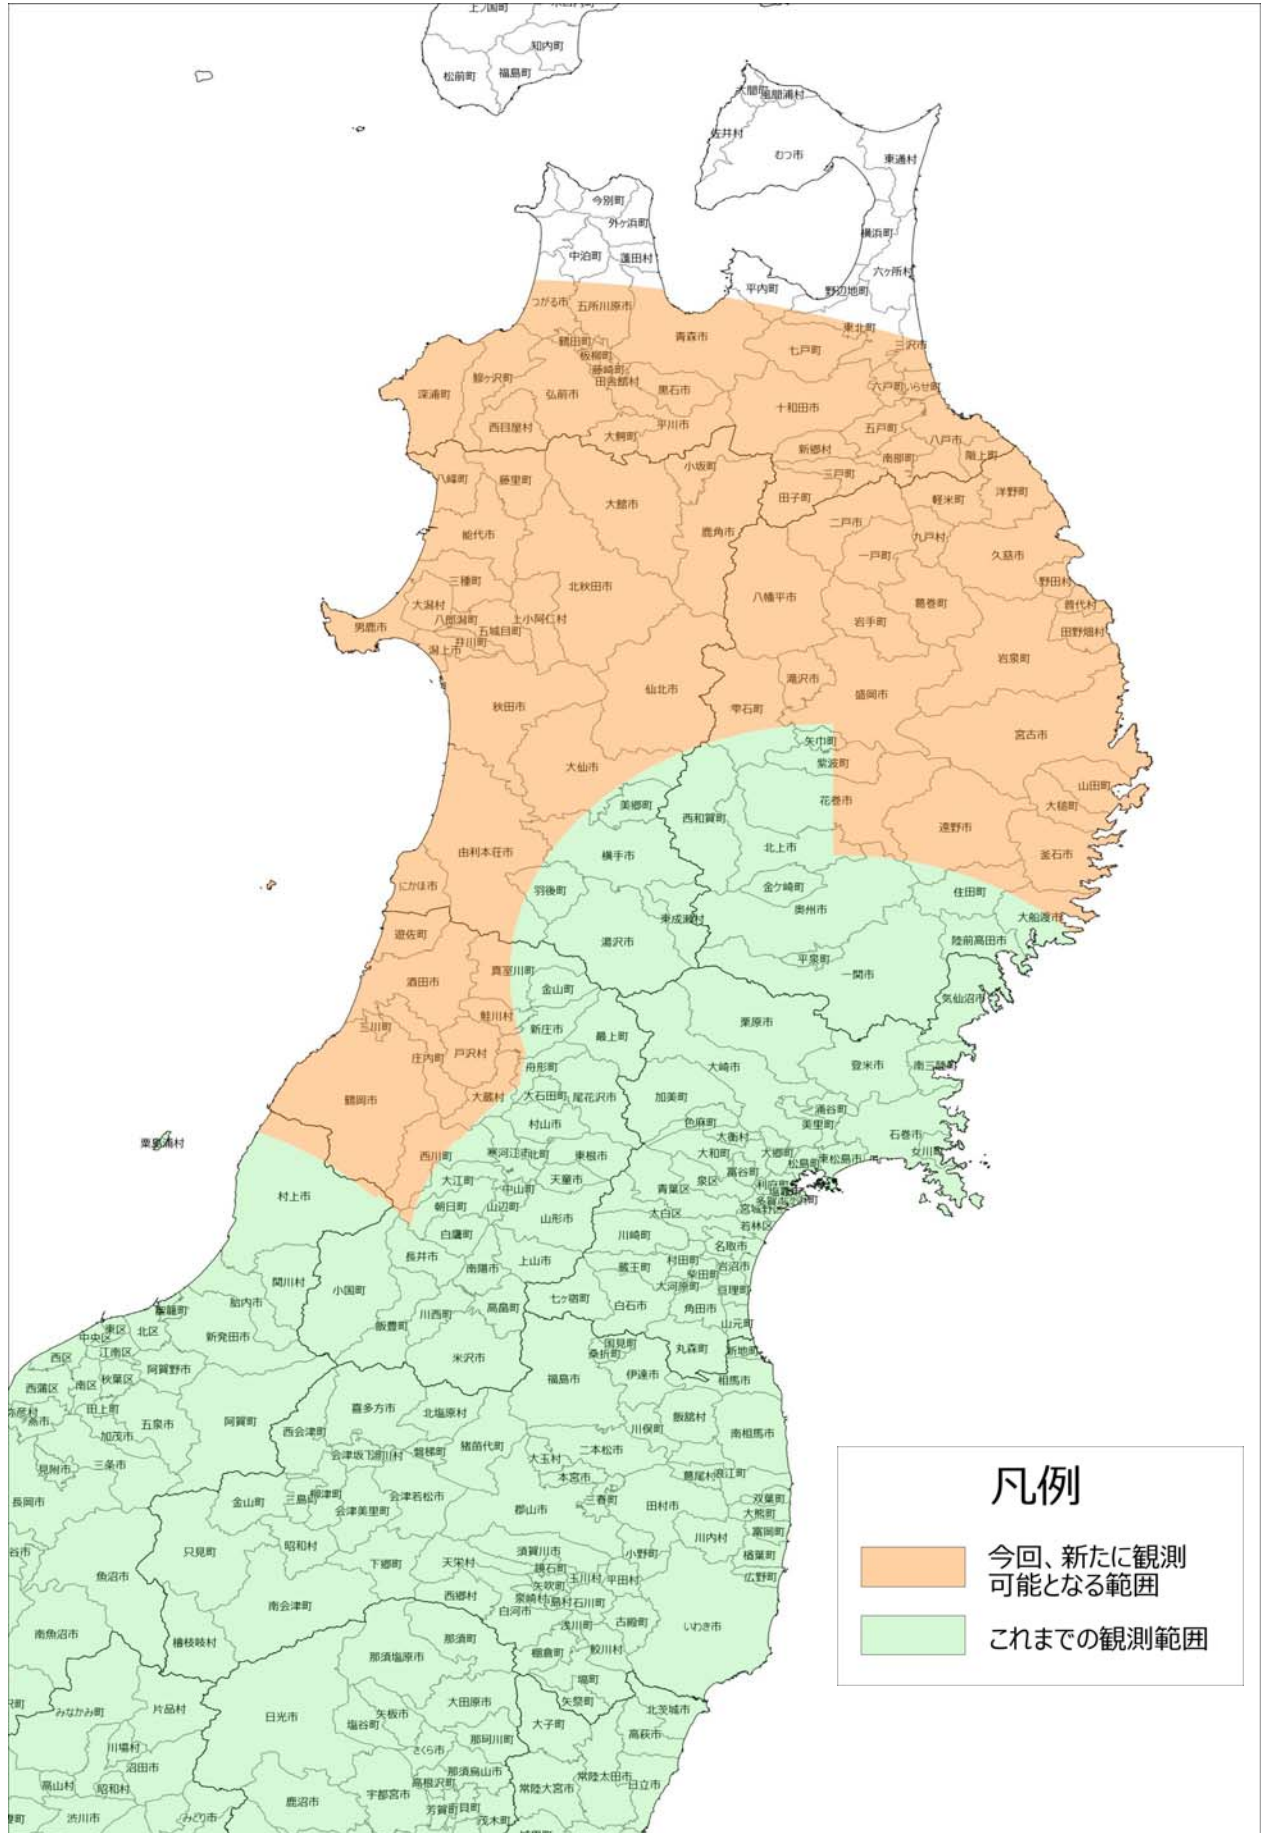 上ノ国町
知内町
松前町
福島町
大間町
風間浦村
佐井村
むつ市
東通村
今別町
外ヶ浜町
横浜町
中泊町
蓬田村
六ヶ所村
平内町
野辺地町
つがる市
五所川原市
青森市
東北町
三沢市
七戸町
鶴田町
板柳町
藤崎町
田舎館村
黒石市
鰺ヶ沢町
深浦町
弘前市
六戸町
いらせ町
十和田市
西目屋村
大鰐町
平川市
五戸町
八戸市
新郷村
南部町
階上町
小坂町
三戸町
田子町
八峰町
藤里町
大館市
軽米町
洋野町
二戸市
能代市
鹿角市
九戸村
一戸町
久慈市
三種町
北秋田市
野田村
八幡平市
葛巻町
普代村
大潟村
八郎潟町
上小阿仁村
五城目町
岩手町
田野畑村
男鹿市
井川町
潟上市
岩泉町
滝沢市
仙北市
盛岡市
秋田市
雫石町
宮古市
矢巾町
紫波町
大仙市
山田町
美郷町
花巻市
大槌町
西和賀町
遠野市
北上市
釜石市
由利本荘市
横手市
にかほ市
羽後町
金ケ崎町
住田町
奥州市
東成瀬村
大船渡市
遊佐町
湯沢市
陸前高田市
平泉町
一関市
真室川町
酒田市
金山町
気仙沼市
鮭川村
栗原市
三川町
新庄市
最上町
庄内町
戸沢村
舟形町
大崎市
登米市
南三陸町
鶴岡市
大蔵村
大石田町
尾花沢市
加美町
涌谷町
色麻町
美里町
村山市
大衡村
石巻市
粟島浦村
西川町
寒河江市
河北町
東根市
大和町
大郷町
松島町
東松島市
女川町
富谷町
大江町
中山町
天童市
青葉区
泉区
利府町
塩竈市
多賀城市
七ヶ浜町
村上市
朝日町
山辺町
山形市
太白区
宮城野区
若林区
白鷹町
川崎町
名取市
長井市
南陽市
上山市
蔵王町
村田町
岩沼市
柴田町
関川村
小国町
大河原町
亘理町
七ヶ宿町
白石市
角田市
胎内市
聖籠町
川西町
高畠町
飯豊町
山元町
東区
中央区
北区
新発田市
国見町
桑折町
丸森町
新地町
西区
江南区
米沢市
阿賀野市
福島市
伊達市
相馬市
西蒲区
南区
秋葉区
田上町
喜多方市
北塩原村
飯舘村
五泉市
阿賀町
西会津町
川俣町
南相馬市
加茂市
猪苗代町
二本松市
磐梯町
大玉村
見附市
三条市
本宮市
葛尾村
浪江町
長岡市
金山町
三島町
柳津町
会津若松市
会津美里町
三春町
田村市
双葉町
郡山市
大熊町
川内村
富岡町
只見町
昭和村
下郷町
天栄村
須賀川市
小野町
楢葉町
魚沼市
鏡石町
玉川村
平田村
広野町
矢吹町
南会津町
西郷村
泉崎村
中島村
石川町
白河市
浅川町
古殿町
いわき市
南魚沼市
檜枝岐村
那須町
那須塩原市
棚倉町
鮫川村
塙町
みなかみ町
片品村
日光市
大田原市
矢祭町
北茨城市
矢板市
塩谷町
大子町
高萩市
川場村
那珂川町
沼田市
さくら市
那須烏山市
高山村
昭和村
高根沢町
常陸太田市
常陸大宮市
日立市
鹿沼市
宇都宮市
渋川市
みどり市
芳賀町
茂木町
凡例
今回、新たに観測
可能となる範囲
これまでの観測範囲